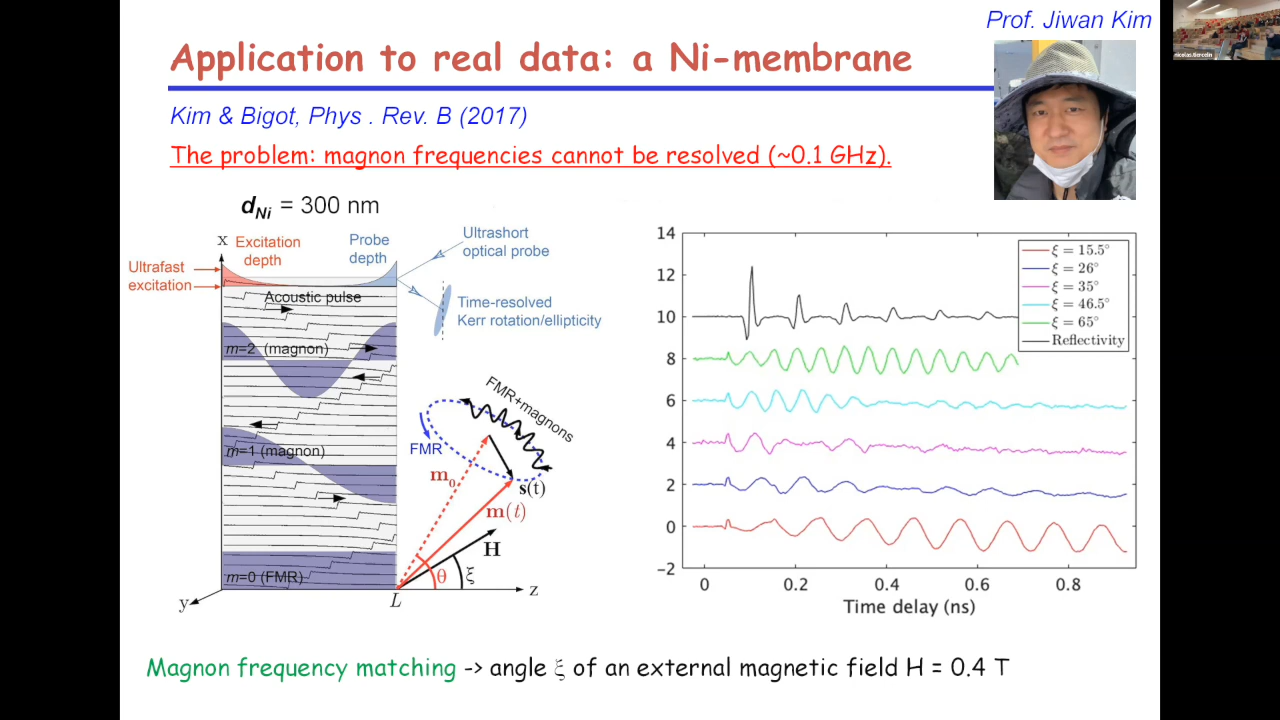 Prof. Jiwan Kim
nicolas.Bercein
Application to real data: a Ni-membrane
Kim & Bigot, Phys . Rev. B (2017)
The problem: magnon frequencies cannot be resolved (~0.1 GHz).
dNi = 300 nm
x
Excitation
depth
Probe
depth
Ultrashort
optical probe
Ultrafast
excitation
Acoustic pulse
Time-resolved
Kerr rotation/ellipticity
m=2 (magnon)
FMR+magnons
FMR
m=1 (magnon)
m0
s(t)
m(t)
H
m=0 (FMR)
θ
ξ
y
L
z
14
12
10
8
6
4
2
0
-2
0
0.2
0.4
0.6
0.8
Time delay (ns)
ξ = 15.5°
ξ = 26°
ξ = 35°
ξ = 46.5°
ξ = 65°
Reflectivity
Magnon frequency matching -> angle ξ of an external magnetic field H = 0.4 T